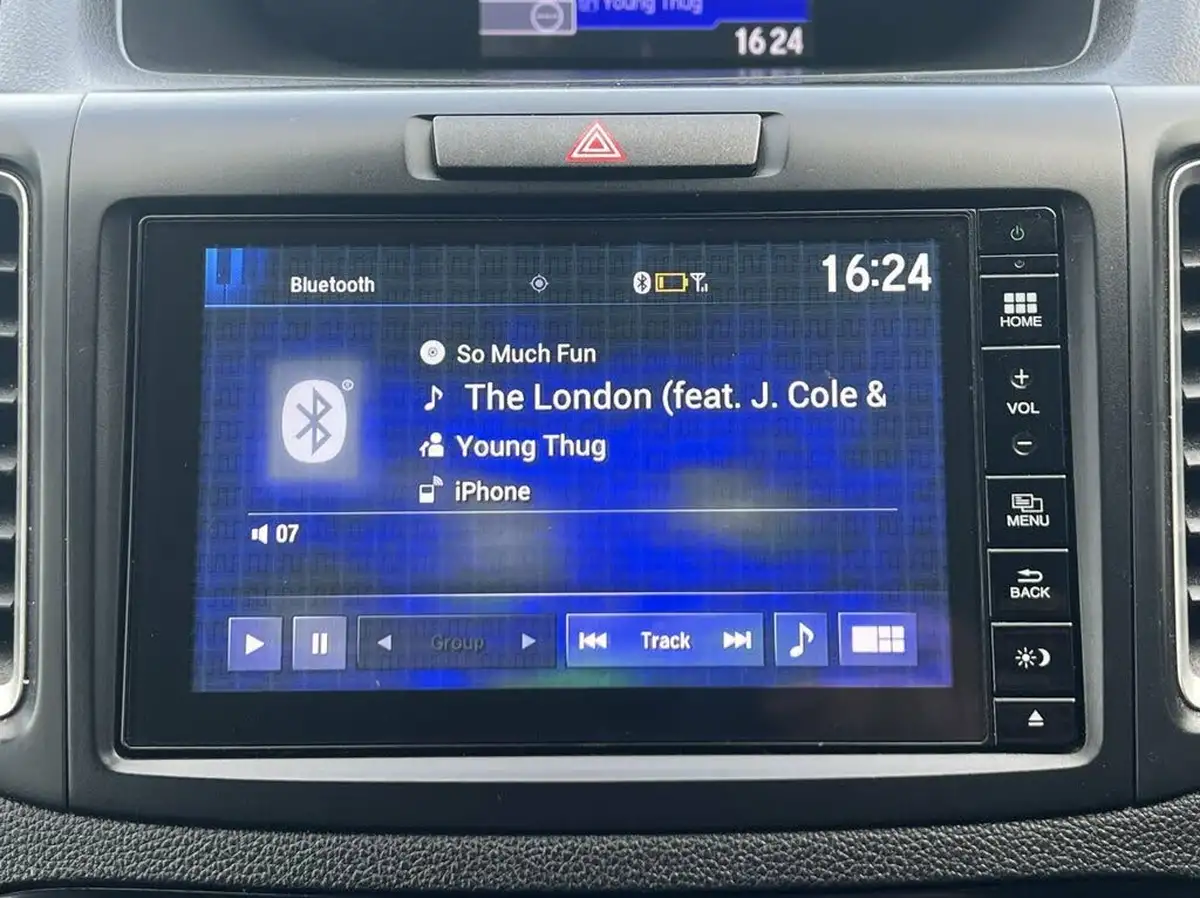 Young Thug
16 24
Bluetooth
16:24
So Much Fun
The London (feat. J. Cole &
Young Thug
iPhone
07
Group
Track
HOME
+
VOL
−
MENU
BACK